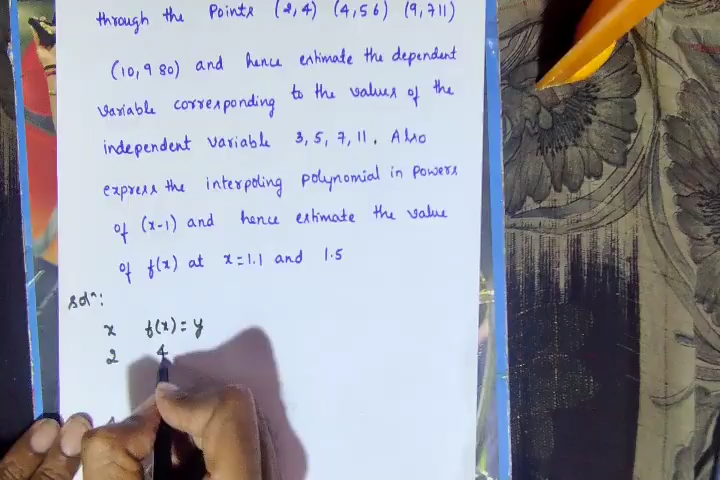 through the Points (2,4) (4,56) (9,711)
(10,980) and hence estimate the dependent
variable corresponding to the values of the
independent variable 3, 5, 7, 11. Also
express the interpoling polynomial in Powers
of (x-1) and hence estimate the value
of f(x) at x=1.1 and 1.5
solⁿ:
x f(x) = y
2 4